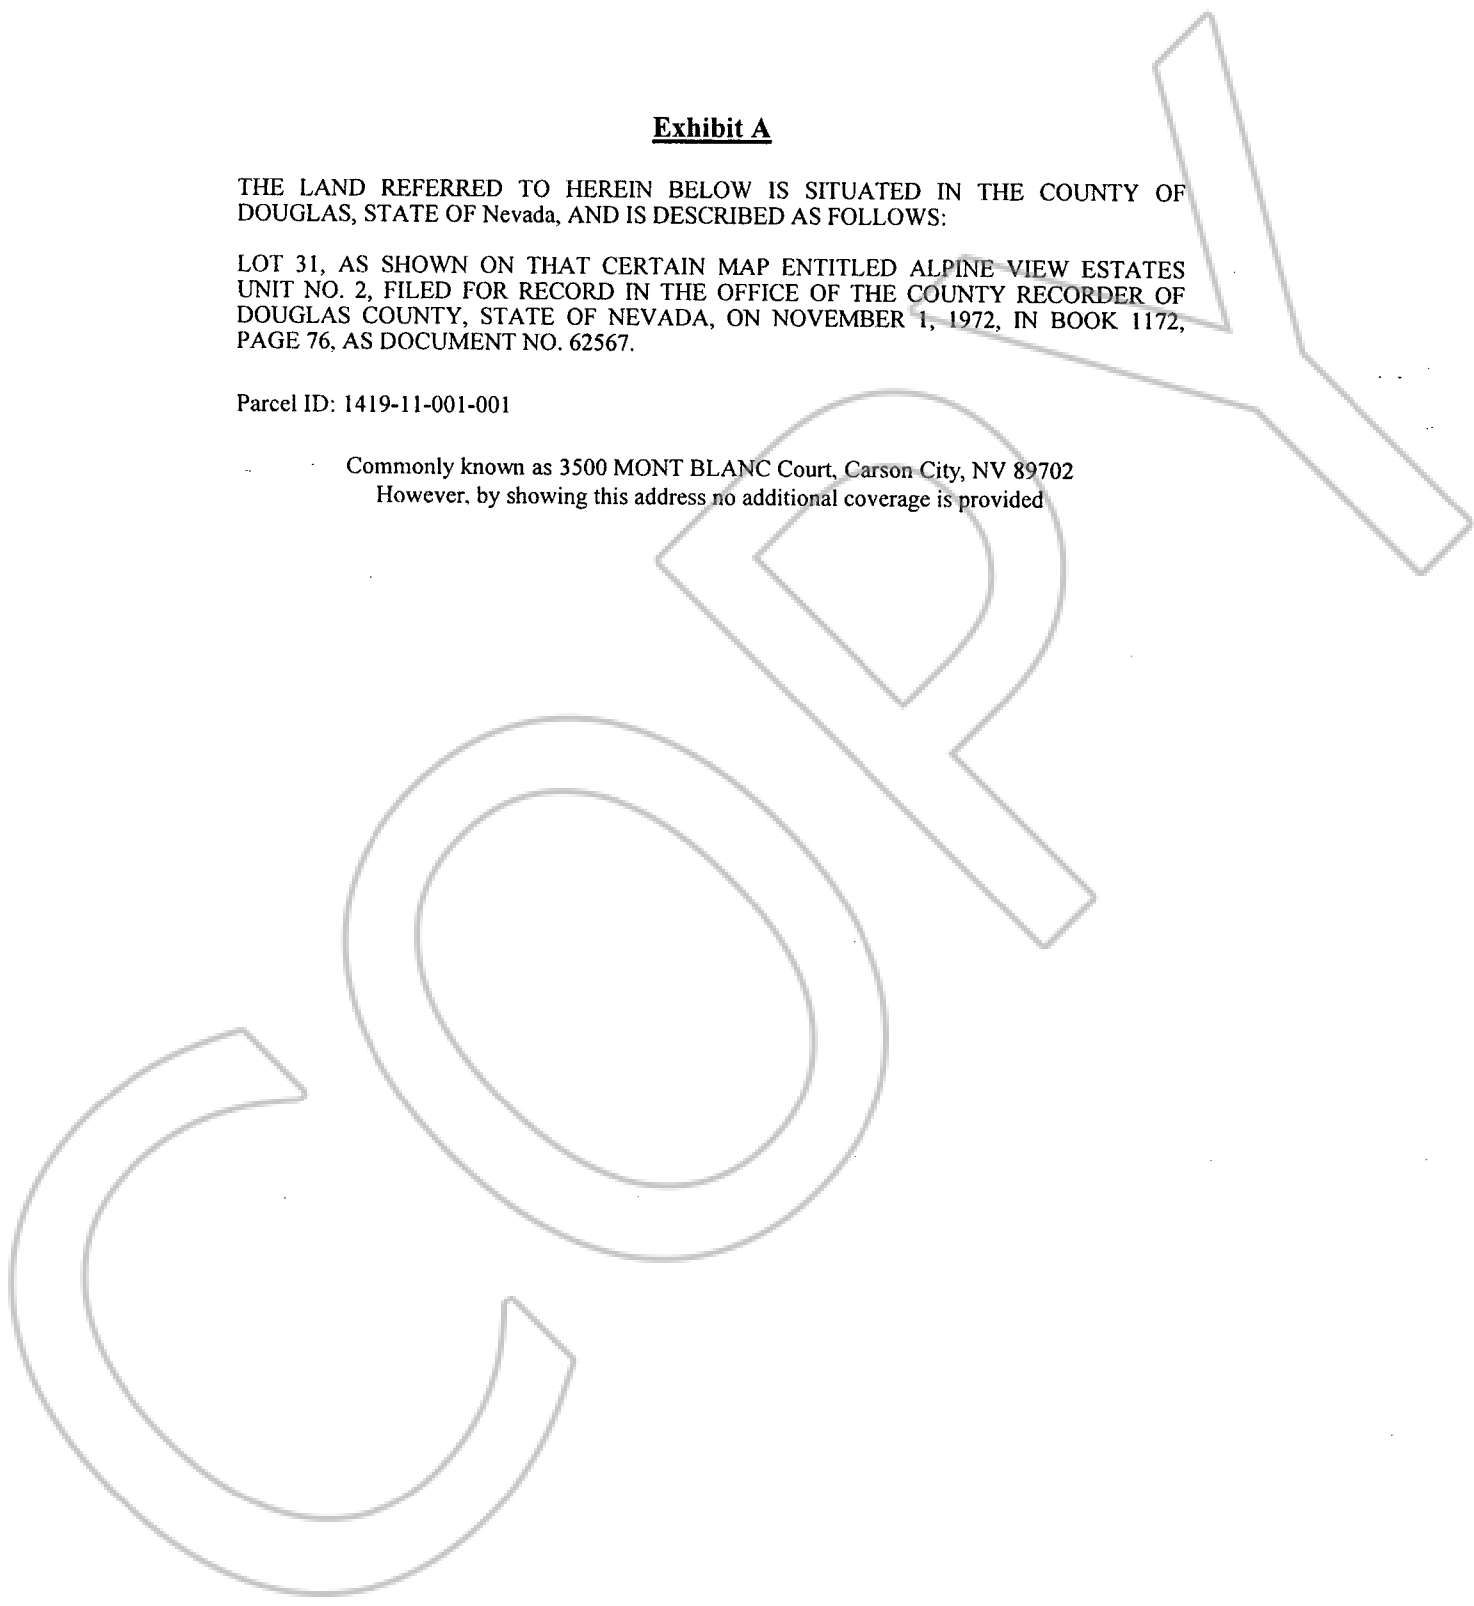 Exhibit A
THE LAND REFERRED TO HEREIN BELOW IS SITUATED IN THE COUNTY OF
DOUGLAS, STATE OF Nevada, AND IS DESCRIBED AS FOLLOWS:
LOT 31, AS SHOWN ON THAT CERTAIN MAP ENTITLED ALPINE VIEW ESTATES
UNIT NO. 2, FILED FOR RECORD IN THE OFFICE OF THE COUNTY RECORDER OF
DOUGLAS COUNTY, STATE OF NEVADA, ON NOVEMBER 1, 1972, IN BOOK 1172,
PAGE 76, AS DOCUMENT NO. 62567.
Parcel ID: 1419-11-001-001
Commonly known as 3500 MONT BLANC Court, Carson City, NV 89702
However, by showing this address no additional coverage is provided
COPY